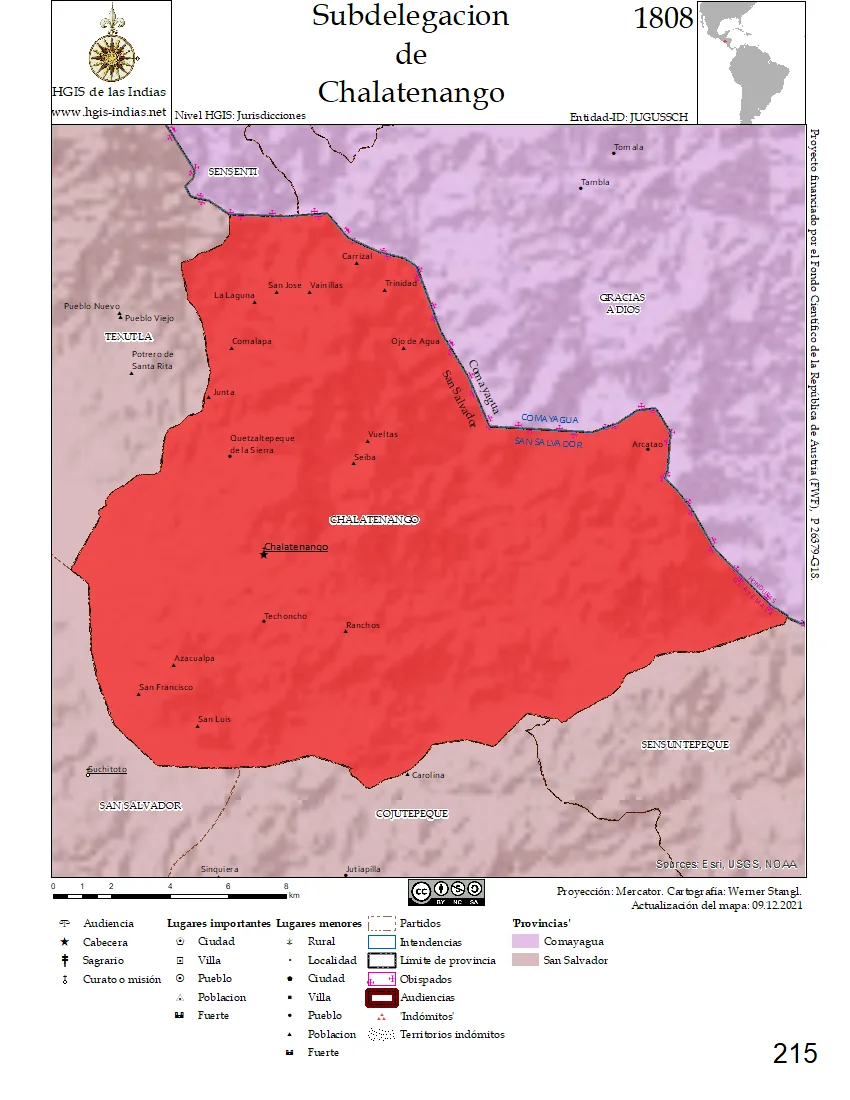 Subdelegacion
de
Chalatenango
1808
HGIS de las Indias
www.hgis-indias.net
Nivel HGIS: Jurisdicciones
Entidad-ID: JUGUSSCH
Proyecto financiado por el Fondo Científico de la República de Austria (FWF), P 26379-G18.
Tomala
Tambla
SENSENTI
Carrizal
San Jose
Vainillas
Trinidad
La Laguna
GRACIAS
A DIOS
Pueblo Nuevo
Pueblo Viejo
TEXUTLA
Comalapa
Ojo de Agua
Potrero de
Santa Rita
Comayagua
San Salvador
Junta
COMAYAGUA
SAN SALVADOR
Vueltas
Quetzaltepeque
de la Sierra
Arcatao
Seiba
CHALATENANGO
Chalatenango
HONDURAS
GUATEMALA
Techoncho
Ranchos
Azacualpa
San Francisco
San Luis
SENSUNTEPEQUE
Suchitoto
Carolina
SAN SALVADOR
COJUTEPEQUE
Sinquiera
Jutiapilla
Sources: Esri, USGS, NOAA
0 1 2 4 6 8
km
cc BY NC SA
Proyección: Mercator. Cartografía: Werner Stangl.
Actualización del mapa: 09.12.2021
Audiencia
Cabecera
Sagrario
Curato o misión
Lugares importantes
Ciudad
Villa
Pueblo
Poblacion
Fuerte
Lugares menores
Rural
Localidad
Ciudad
Villa
Pueblo
Poblacion
Fuerte
Partidos
Intendencias
Límite de provincia
Obispados
Audiencias
'Indómitos'
Territorios indómitos
'Provincias'
Comayagua
San Salvador
215